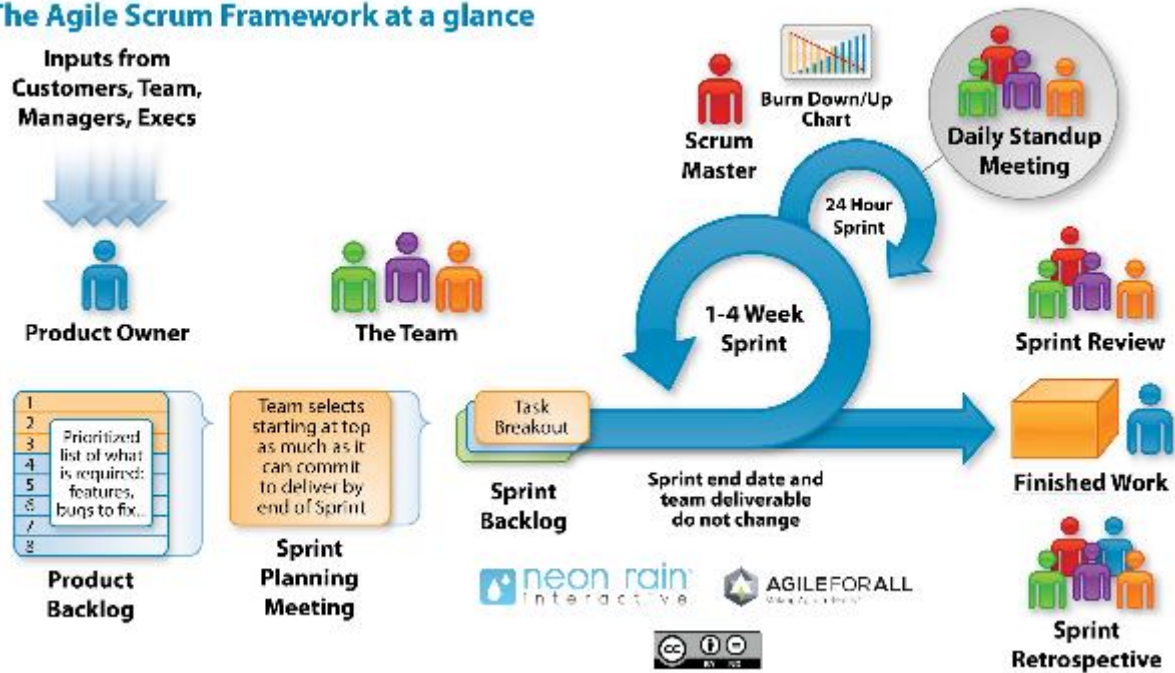 The Agile Scrum Framework at a glance
Inputs from
Customers, Team,
Managers, Execs
Product Owner
The Team
Scrum
Master
Burn Down/Up
Chart
Daily Standup
Meeting
24 Hour
Sprint
1-4 Week
Sprint
Sprint Review
1
2
3
4
5
6
7
8
Prioritized
list of what
is required:
features,
bugs to fix...
Product
Backlog
Team selects
starting at top
as much as it
can commit
to deliver by
end of Sprint
Sprint
Planning
Meeting
Task
Breakout
Sprint
Backlog
Sprint end date and
team deliverable
do not change
Finished Work
Sprint
Retrospective
neon rain
interactive
AGILEFORALL
cc
BY